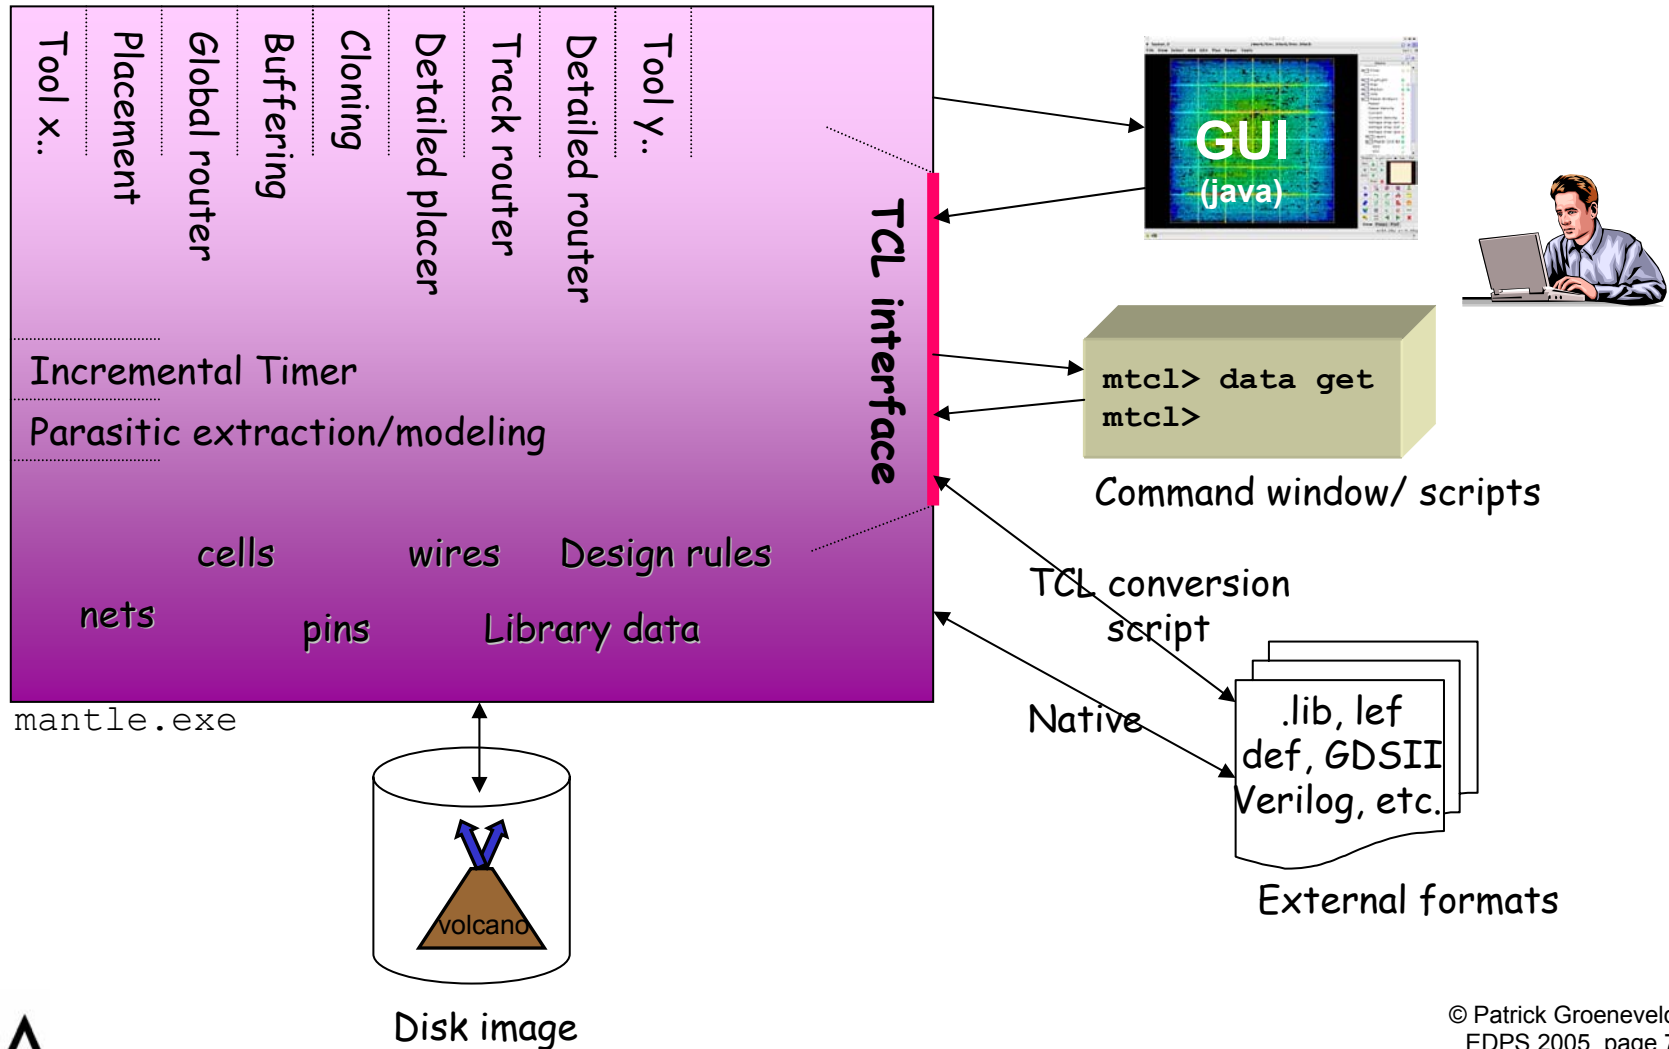 Tool x..
Placement
Global router
Buffering
Cloning
Detailed placer
Track router
Detailed router
Tool y..
TCL interface
GUI
(java)
Incremental Timer
Parasitic extraction/modeling
mtcl> data get
mtcl>
Command window/ scripts
cells
wires
Design rules
nets
pins
Library data
TCL conversion
script
Native
.lib, lef
def, GDSII
Verilog, etc.
External formats
mantle.exe
volcano
Disk image
© Patrick Groeneveld
EDPS 2005, page 7